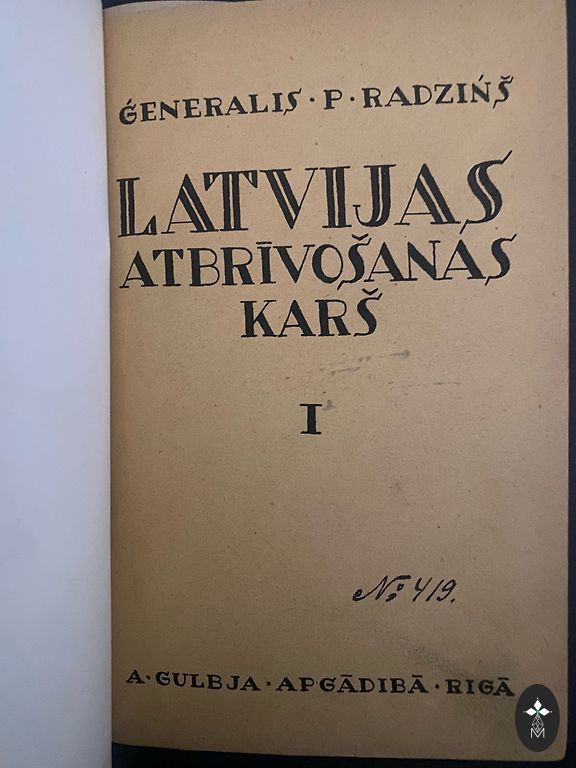 ĢENERALIS · P · RADZIŅŠ
LATVIJAS
ATBRĪVOŠANAS
KARŠ
I
№ 419.
A · GULBJA · APGĀDIBĀ · RIGĀ
M